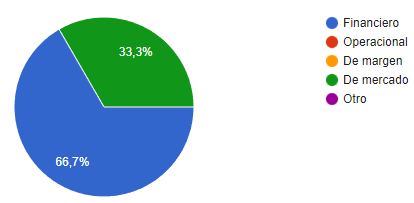 33,3%
66,7%
Financiero
Operacional
De margen
De mercado
Otro